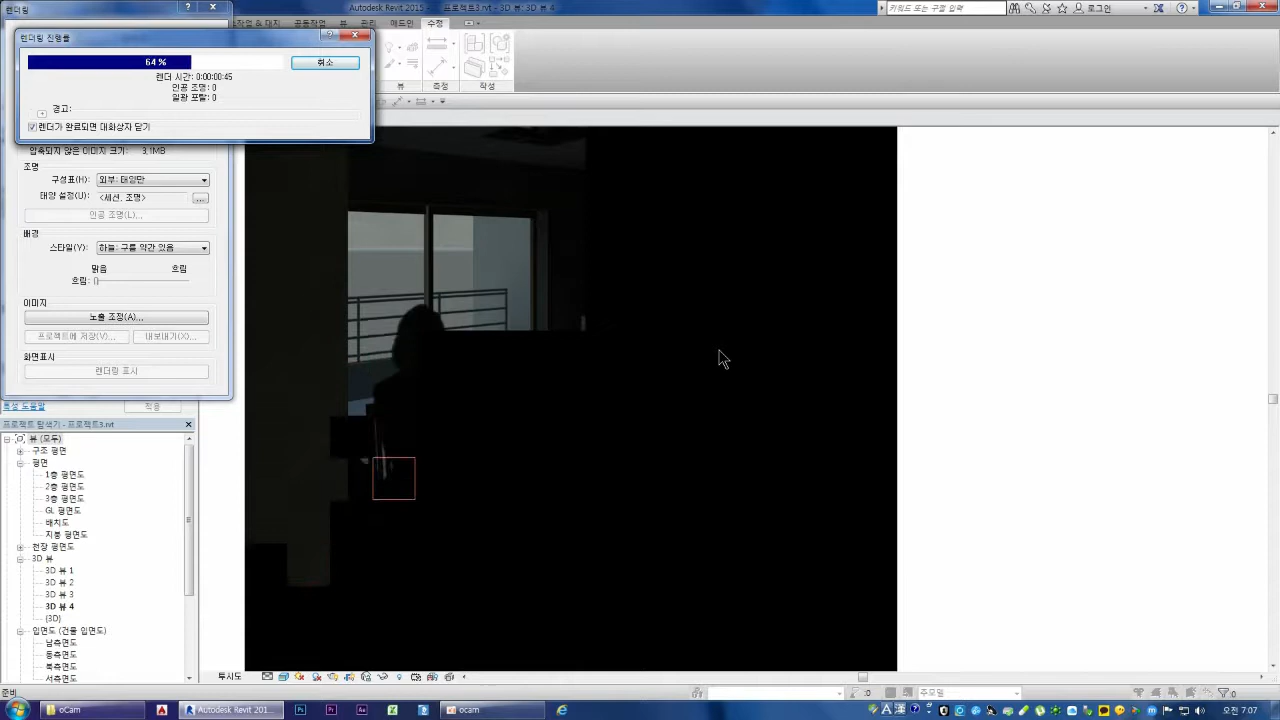 렌더링
Autodesk Revit 2015 - 프로젝트3.rvt - 3D 뷰: 3D 뷰 4
키워드 또는 구절 입력
로그인
작업 & 대지
공동작업
뷰
관리
애드인
수정
렌더링 진행률
64 %
취소
렌더 시간: 0:00:00:45
인공 조명: 0
일광 포탈: 0
경고:
렌더가 완료되면 대화상자 닫기
뷰
측정
작성
압축되지 않은 이미지 크기:
3,1MB
조명
구성표(H):
외부: 태양만
태양 설정(U):
<세션. 조명>
...
인공 조명(L)...
배경
스타일(Y):
하늘: 구름 약간 있음
맑음
흐림
흐림:
이미지
노출 조정(A)...
프로젝트에 저장(V)...
내보내기(X)...
화면표시
렌더링 표시
특성 도움말
적용
프로젝트 탐색기 - 프로젝트3.rvt
뷰 (모두)
구조 평면
평면
1층 평면도
2층 평면도
3층 평면도
GL 평면도
배치도
지붕 평면도
천장 평면도
3D 뷰
3D 뷰 1
3D 뷰 2
3D 뷰 3
3D 뷰 4
{3D}
입면도 (건물 입면도)
남측면도
동측면도
북측면도
서측면도
투시도
준비
:0
주모델
:0
oCam
Autodesk Revit 201...
ocam
오전 7:07